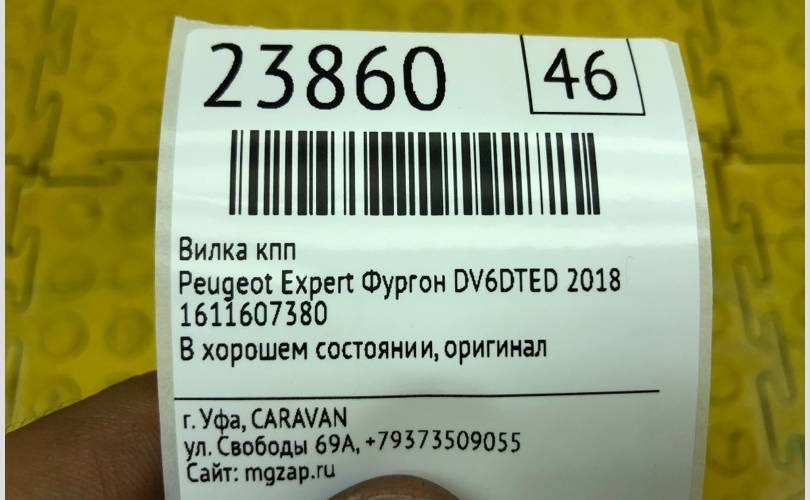 23860
46
Вилка кпп
Peugeot Expert Фургон DV6DTED 2018
1611607380
В хорошем состоянии, оригинал
г. Уфа, CARAVAN
ул. Свободы 69А, +79373509055
Сайт: mgzap.ru